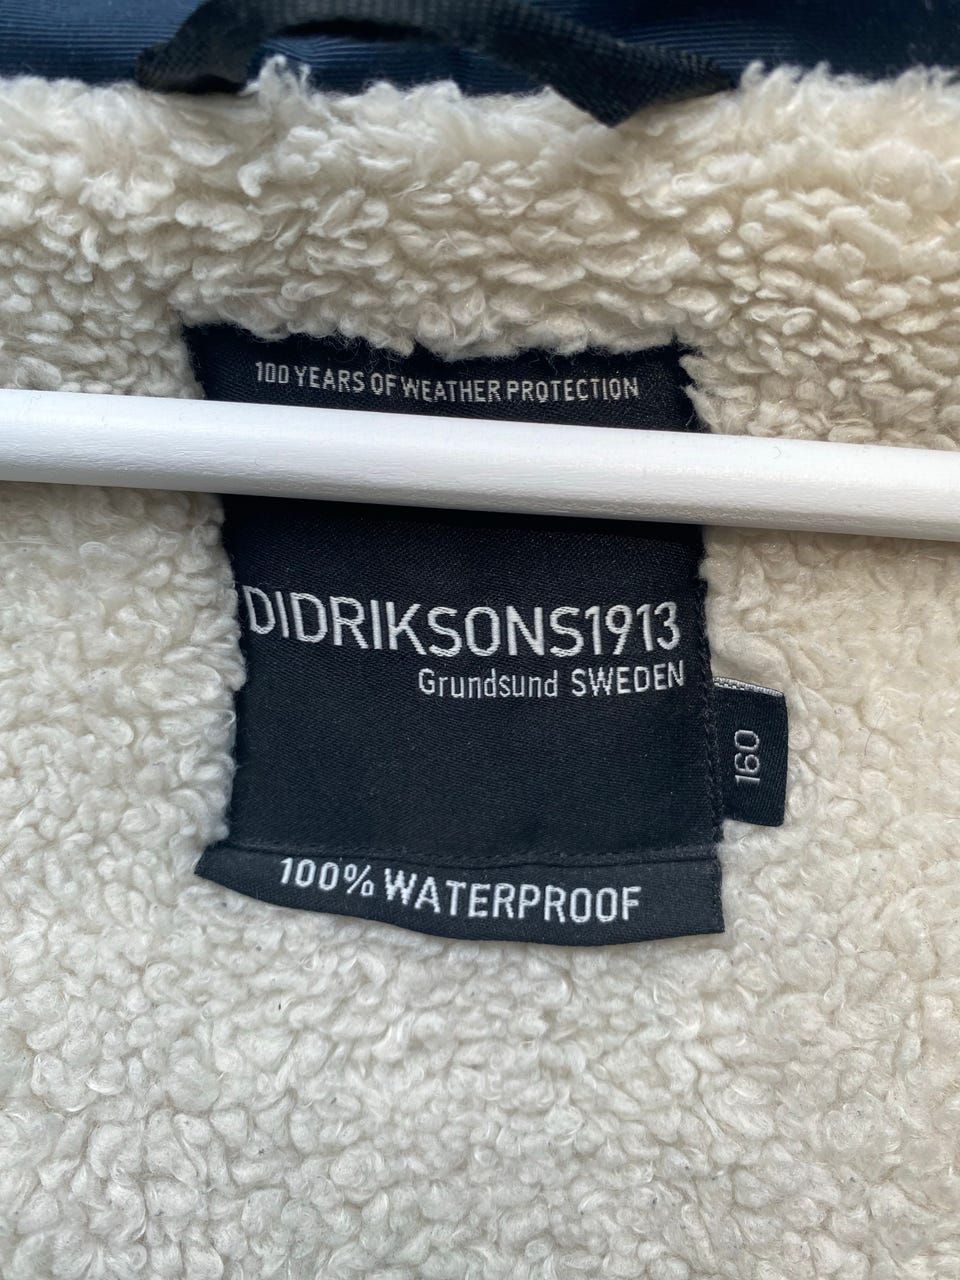 100 YEARS OF WEATHER PROTECTION
DIDRIKSONS1913
Grundsund SWEDEN
160
100% WATERPROOF